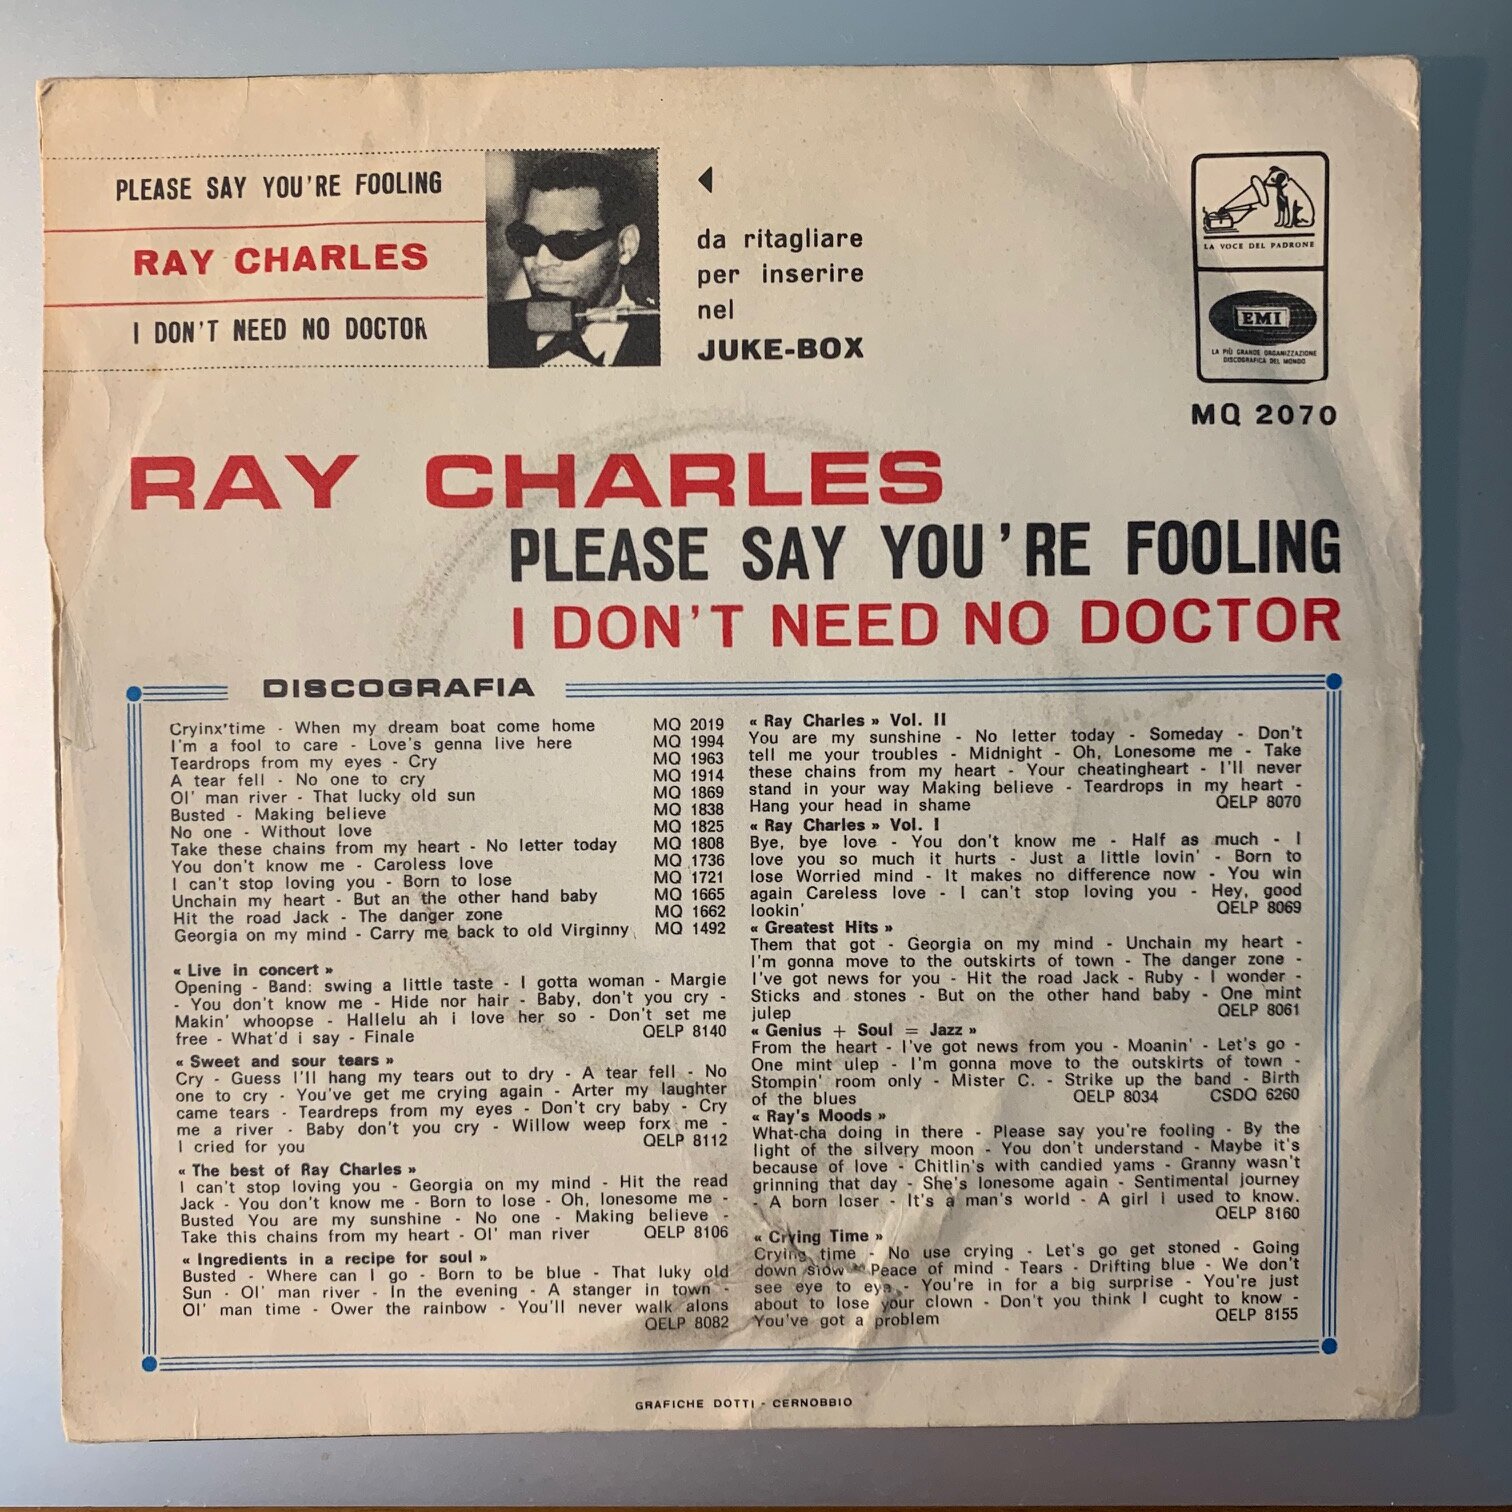 PLEASE SAY YOU'RE FOOLING
RAY CHARLES
I DON'T NEED NO DOCTOR
da ritagliare
per inserire
nel
JUKE-BOX
LA VOCE DEL PADRONE
EMI
LA PIÙ GRANDE ORGANIZZAZIONE
DISCOGRAFICA DEL MONDO
MQ 2070
RAY CHARLES
PLEASE SAY YOU'RE FOOLING
I DON'T NEED NO DOCTOR
DISCOGRAFIA
Cryinx'time - When my dream boat come home MQ 2019
I'm a fool to care - Love's genna live here MQ 1994
Teardrops from my eyes - Cry MQ 1963
A tear fell - No one to cry MQ 1914
Ol' man river - That lucky old sun MQ 1869
Busted - Making believe MQ 1838
No one - Without love MQ 1825
Take these chains from my heart - No letter today MQ 1808
You don't know me - Caroless love MQ 1736
I can't stop loving you - Born to lose MQ 1721
Unchain my heart - But an the other hand baby MQ 1665
Hit the road Jack - The danger zone MQ 1662
Georgia on my mind - Carry me back to old Virginny MQ 1492
« Live in concert »
Opening - Band: swing a little taste - I gotta woman - Margie
- You don't know me - Hide nor hair - Baby, don't you cry -
Makin' whoopse - Hallelu ah i love her so - Don't set me
free - What'd i say - Finale QELP 8140
« Sweet and sour tears »
Cry - Guess I'll hang my tears out to dry - A tear fell - No
one to cry - You've get me crying again - Arter my laughter
came tears - Teardreps from my eyes - Don't cry baby - Cry
me a river - Baby don't you cry - Willow weep forx me -
I cried for you QELP 8112
« The best of Ray Charles »
I can't stop loving you - Georgia on my mind - Hit the read
Jack - You don't know me - Born to lose - Oh, lonesome me -
Busted You are my sunshine - No one - Making believe -
Take this chains from my heart - Ol' man river QELP 8106
« Ingredients in a recipe for soul »
Busted - Where can I go - Born to be blue - That luky old
Sun - Ol' man river - In the evening - A stanger in town -
Ol' man time - Ower the rainbow - You'll never walk alons
QELP 8082
« Ray Charles » Vol. II
You are my sunshine - No letter today - Someday - Don't
tell me your troubles - Midnight - Oh, Lonesome me - Take
these chains from my heart - Your cheatingheart - I'll never
stand in your way Making believe - Teardrops in my heart -
Hang your head in shame QELP 8070
« Ray Charles » Vol. I
Bye, bye love - You don't know me - Half as much - I
love you so much it hurts - Just a little lovin' - Born to
lose Worried mind - It makes no difference now - You win
again Careless love - I can't stop loving you - Hey, good
lookin' QELP 8069
« Greatest Hits »
Them that got - Georgia on my mind - Unchain my heart -
I'm gonna move to the outskirts of town - The danger zone -
I've got news for you - Hit the road Jack - Ruby - I wonder -
Sticks and stones - But on the other hand baby - One mint
julep QELP 8061
« Genius + Soul = Jazz »
From the heart - I've got news from you - Moanin' - Let's go -
One mint ulep - I'm gonna move to the outskirts of town -
Stompin' room only - Mister C. - Strike up the band - Birth
of the blues QELP 8034 CSDQ 6260
« Ray's Moods »
What-cha doing in there - Please say you're fooling - By the
light of the silvery moon - You don't understand - Maybe it's
because of love - Chitlin's with candied yams - Granny wasn't
grinning that day - She's lonesome again - Sentimental journey
- A born loser - It's a man's world - A girl I used to know.
QELP 8160
« Crying Time »
Crying time - No use crying - Let's go get stoned - Going
down slow - Peace of mind - Tears - Drifting blue - We don't
see eye to eye - You're in for a big surprise - You're just
about to lose your clown - Don't you think I cught to know -
You've got a problem QELP 8155
GRAFICHE DOTTI - CERNOBBIO